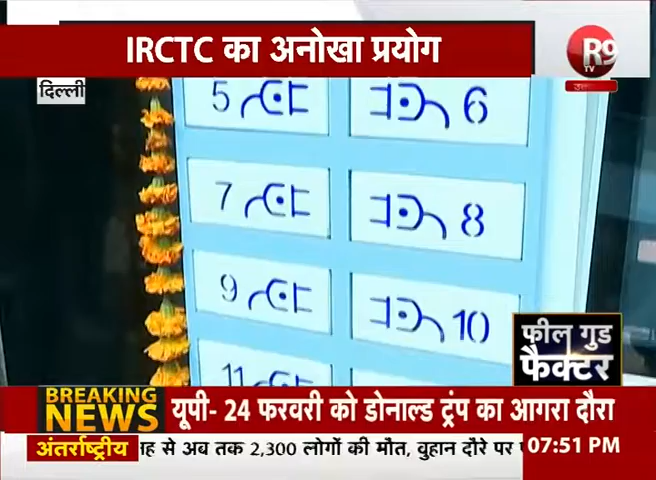 IRCTC का अनोखा प्रयोग
R9
TV
दिल्ली
5 6
7 8
9 10
11
फील गुड
फैक्टर
BREAKING
NEWS
यूपी- 24 फरवरी को डोनाल्ड ट्रंप का आगरा दौरा
अंतर्राष्ट्रीय
से अब तक 2,300 लोगों की मौत, वुहान दौरे पर
07:51 PM